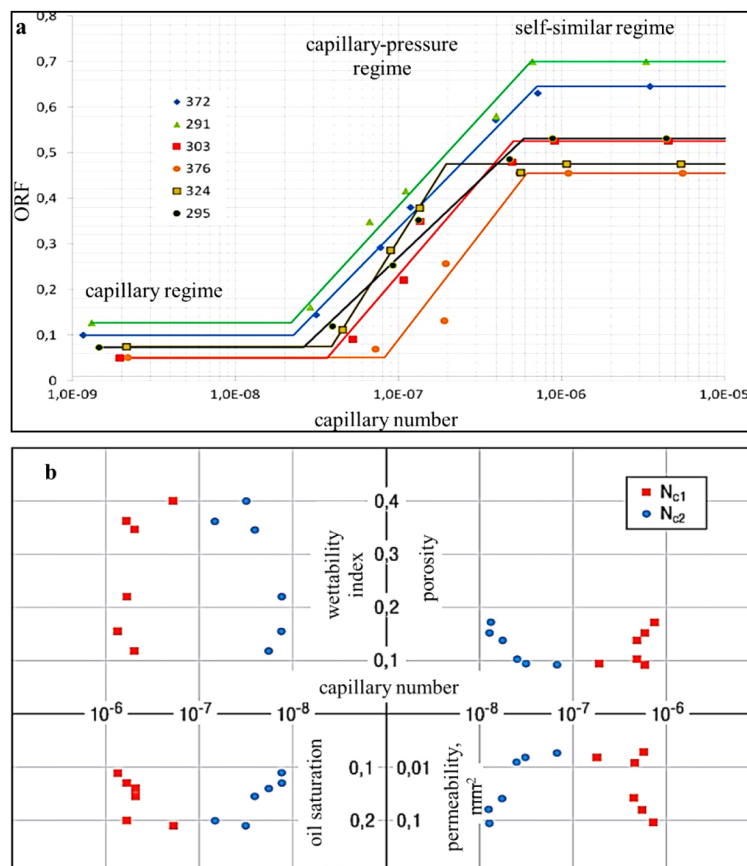 a
0,8
0,7
0,6
0,5
0,4
0,3
0,2
0,1
0
ORF
capillary regime
capillary-pressure
regime
self-similar regime
372
291
303
376
324
295
1,0E-09
1,0E-08
1,0E-07
1,0E-06
1,0E-05
capillary number
b
Nc1
Nc2
wettability
index
porosity
0,4
0,3
0,2
0,1
capillary number
10-6
10-7
10-8
10-8
10-7
10-6
oil saturation
0,1
0,2
0,01
0,1
permeability,
mm-2